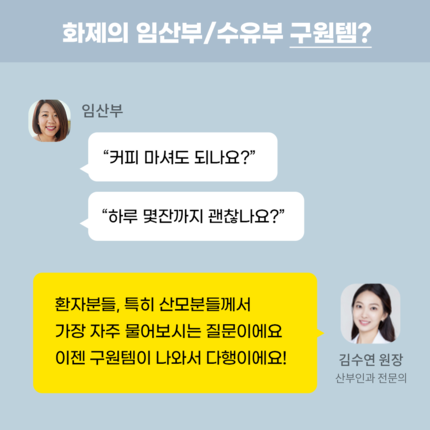 화제의 임산부/수유부 구원템?
임산부
“커피 마셔도 되나요?”
“하루 몇잔까지 괜찮나요?”
환자분들, 특히 산모분들께서
가장 자주 물어보시는 질문이에요
이젠 구원템이 나와서 다행이에요!
김수연 원장
산부인과 전문의